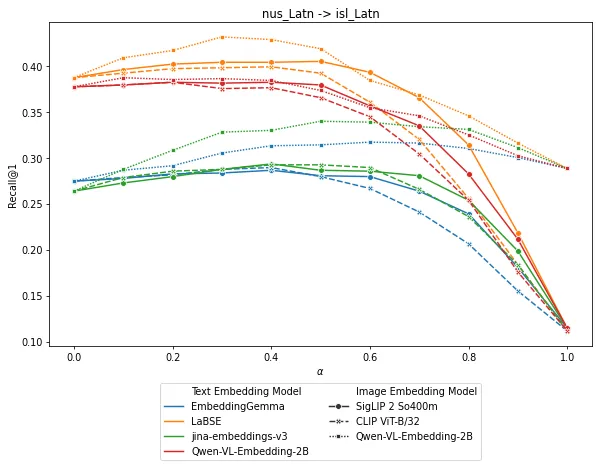 nus_Latn -> isl_Latn
Recall@1
0.40
0.35
0.30
0.25
0.20
0.15
0.10
0.0
0.2
0.4
0.6
0.8
1.0
α
Text Embedding Model
EmbeddingGemma
LaBSE
jina-embeddings-v3
Qwen-VL-Embedding-2B
Image Embedding Model
SigLIP 2 So400m
CLIP ViT-B/32
Qwen-VL-Embedding-2B